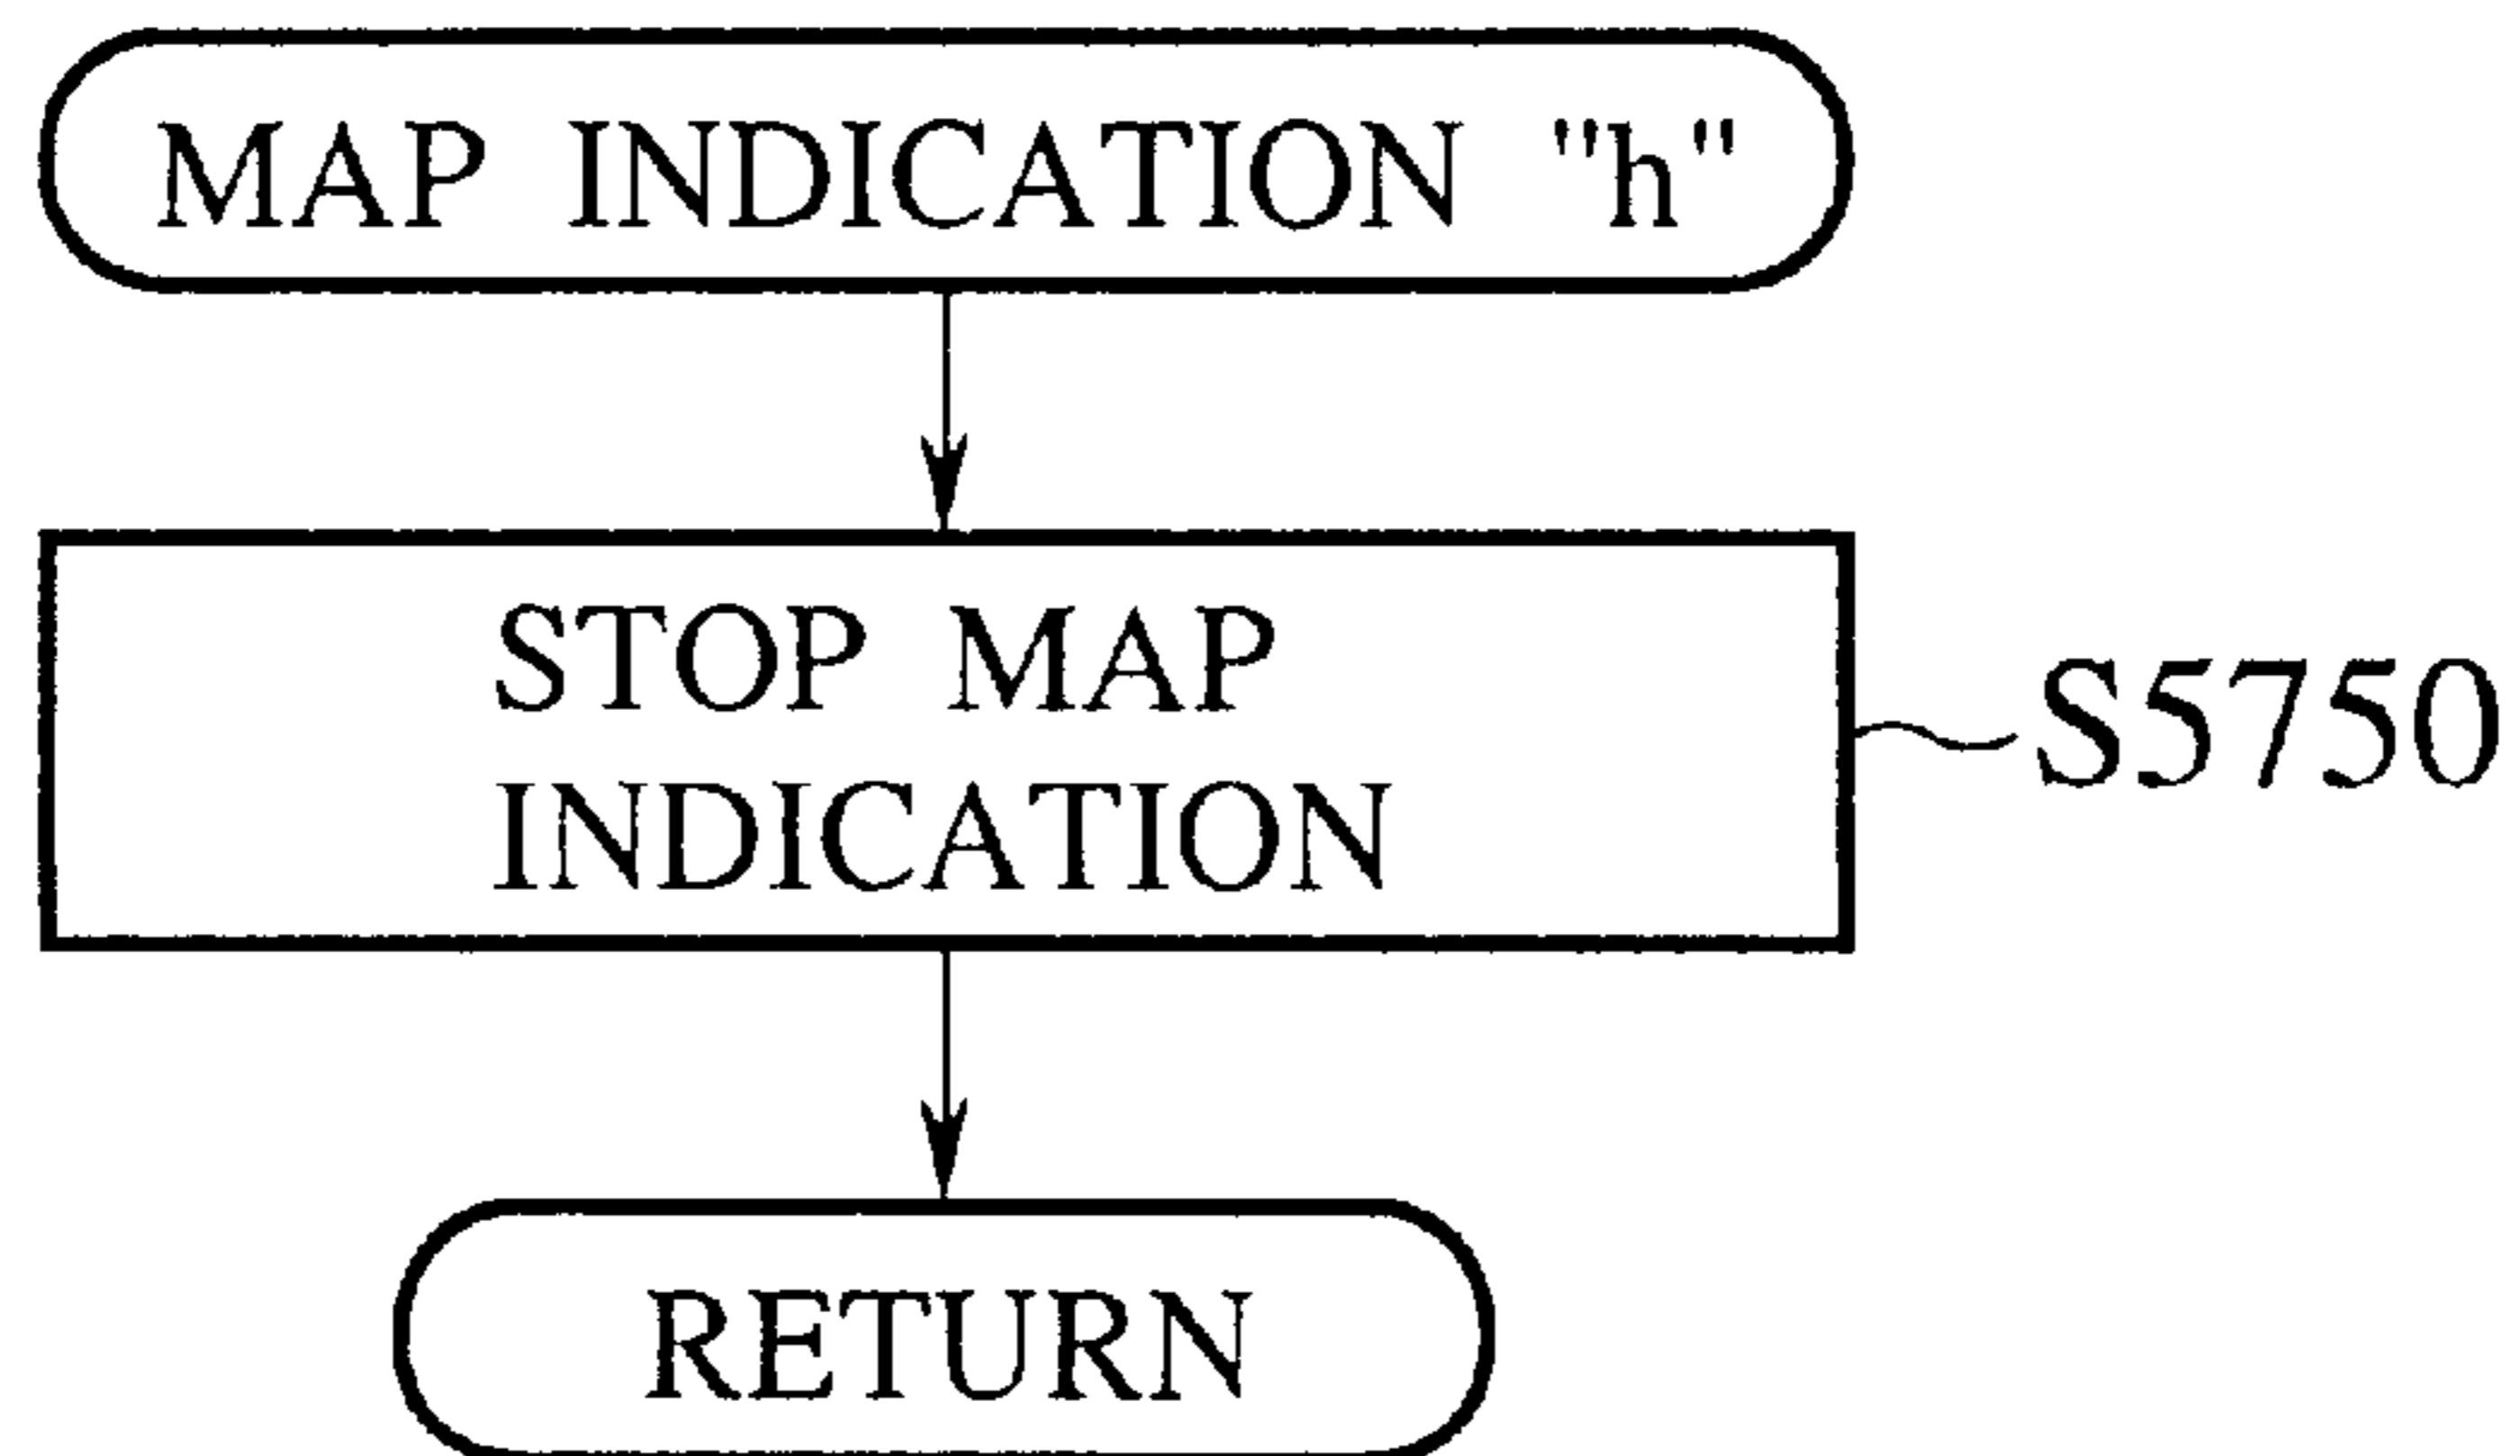 MAP INDICATION "h"
STOP MAP
INDICATION
S5750
RETURN